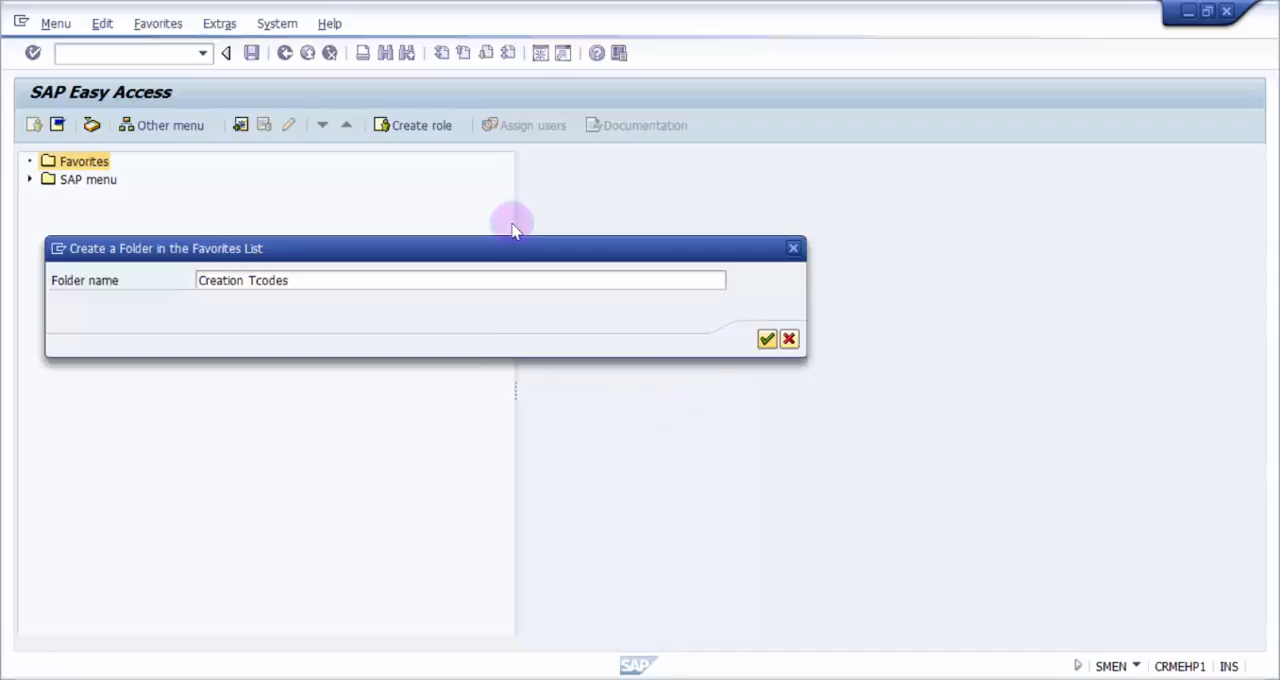 Menu Edit Favorites Extras System Help
SAP Easy Access
Other menu Create role Assign users Documentation
Favorites
SAP menu
Create a Folder in the Favorites List
Folder name Creation Tcodes
SAP SMEN CRMEHP1 INS